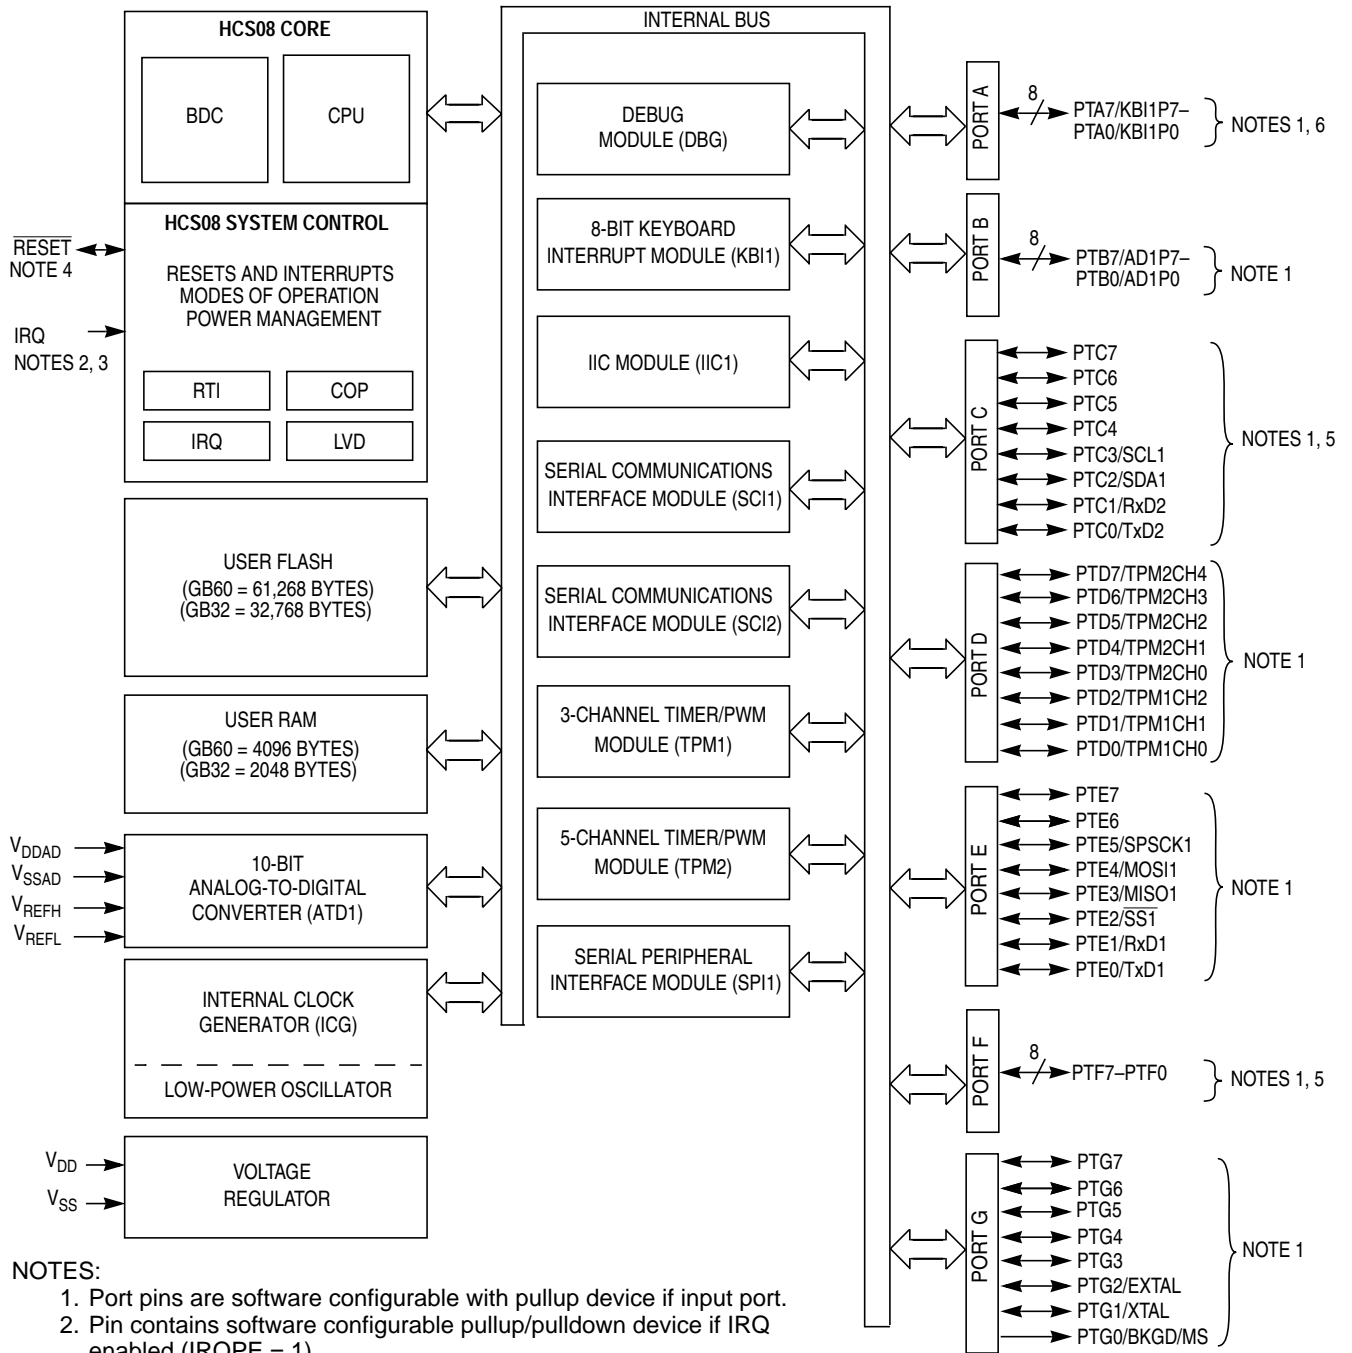 HCS08 CORE
BDC
CPU
HCS08 SYSTEM CONTROL
RESETS AND INTERRUPTS
MODES OF OPERATION
POWER MANAGEMENT
RTI
COP
IRQ
LVD
RESET
NOTE 4
IRQ
NOTES 2, 3
USER FLASH
(GB60 = 61,268 BYTES)
(GB32 = 32,768 BYTES)
USER RAM
(GB60 = 4096 BYTES)
(GB32 = 2048 BYTES)
VDDAD
VSSAD
VREFH
VREFL
10-BIT
ANALOG-TO-DIGITAL
CONVERTER (ATD1)
INTERNAL CLOCK
GENERATOR (ICG)
LOW-POWER OSCILLATOR
VDD
VSS
VOLTAGE
REGULATOR
INTERNAL BUS
DEBUG
MODULE (DBG)
8-BIT KEYBOARD
INTERRUPT MODULE (KBI1)
IIC MODULE (IIC1)
SERIAL COMMUNICATIONS
INTERFACE MODULE (SCI1)
SERIAL COMMUNICATIONS
INTERFACE MODULE (SCI2)
3-CHANNEL TIMER/PWM
MODULE (TPM1)
5-CHANNEL TIMER/PWM
MODULE (TPM2)
SERIAL PERIPHERAL
INTERFACE MODULE (SPI1)
PORT A
8
PTA7/KBI1P7–
PTA0/KBI1P0
NOTES 1, 6
PORT B
8
PTB7/AD1P7–
PTB0/AD1P0
NOTE 1
PORT C
PTC7
PTC6
PTC5
PTC4
PTC3/SCL1
PTC2/SDA1
PTC1/RxD2
PTC0/TxD2
NOTES 1, 5
PORT D
PTD7/TPM2CH4
PTD6/TPM2CH3
PTD5/TPM2CH2
PTD4/TPM2CH1
PTD3/TPM2CH0
PTD2/TPM1CH2
PTD1/TPM1CH1
PTD0/TPM1CH0
NOTE 1
PORT E
PTE7
PTE6
PTE5/SPSCK1
PTE4/MOSI1
PTE3/MISO1
PTE2/SS1
PTE1/RxD1
PTE0/TxD1
NOTE 1
PORT F
8
PTF7–PTF0
NOTES 1, 5
PORT G
PTG7
PTG6
PTG5
PTG4
PTG3
PTG2/EXTAL
PTG1/XTAL
PTG0/BKGD/MS
NOTE 1
NOTES:
1. Port pins are software configurable with pullup device if input port.
2. Pin contains software configurable pullup/pulldown device if IRQ
enabled (IRQPE = 1)